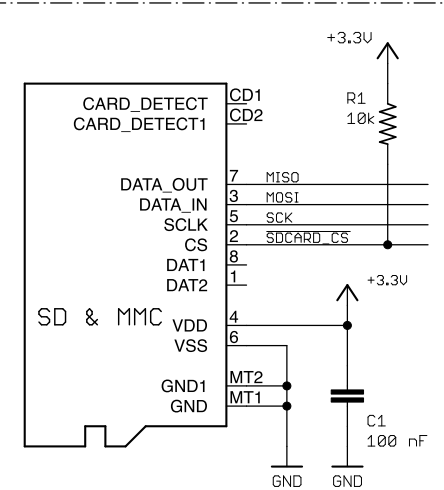 +3.3V
R1
10k
CARD_DETECT CD1
CARD_DETECT1 CD2
DATA_OUT 7 MISO
DATA_IN 3 MOSI
SCLK 5 SCK
CS 2 SDCARD_CS
DAT1 8
DAT2 1
+3.3V
SD & MMC
VDD 4
VSS 6
GND1 MT2
GND MT1
C1
100 nF
GND GND